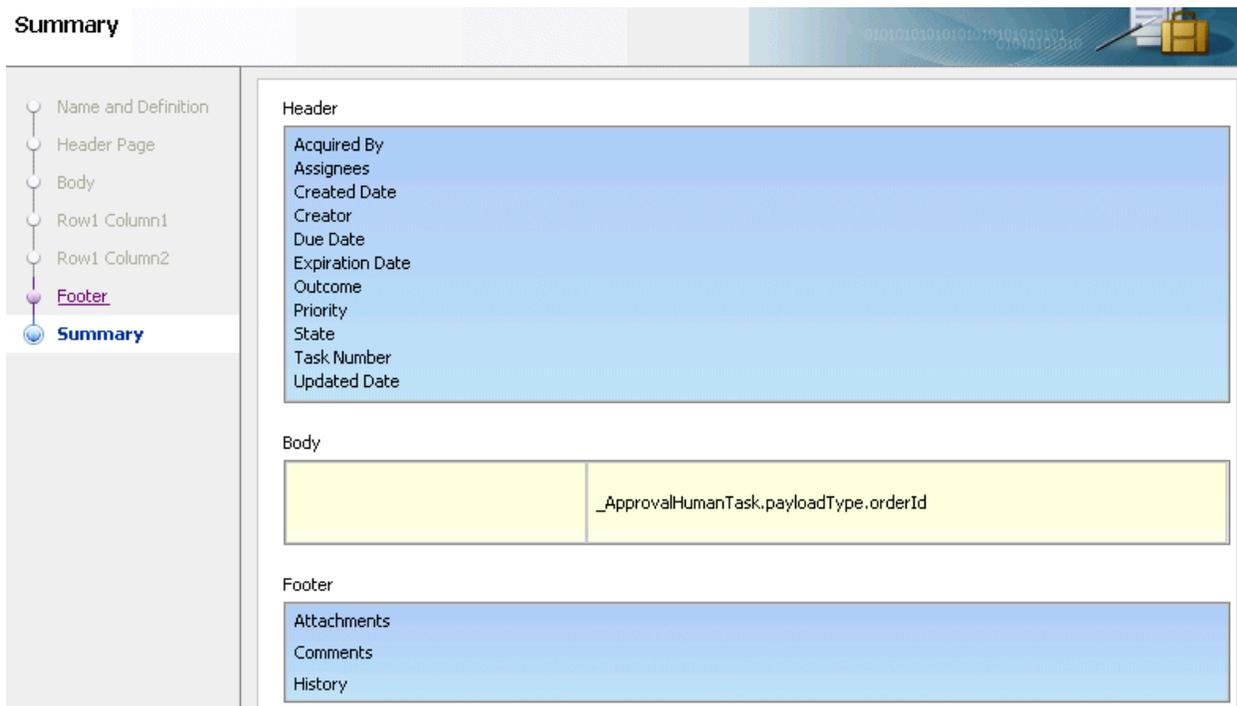 Summary
010101010101010101010101
01010101010
Name and Definition
Header Page
Body
Row1 Column1
Row1 Column2
Footer
Summary
Header
Acquired By
Assignees
Created Date
Creator
Due Date
Expiration Date
Outcome
Priority
State
Task Number
Updated Date
Body
_ApprovalHumanTask.payloadType.orderId
Footer
Attachments
Comments
History